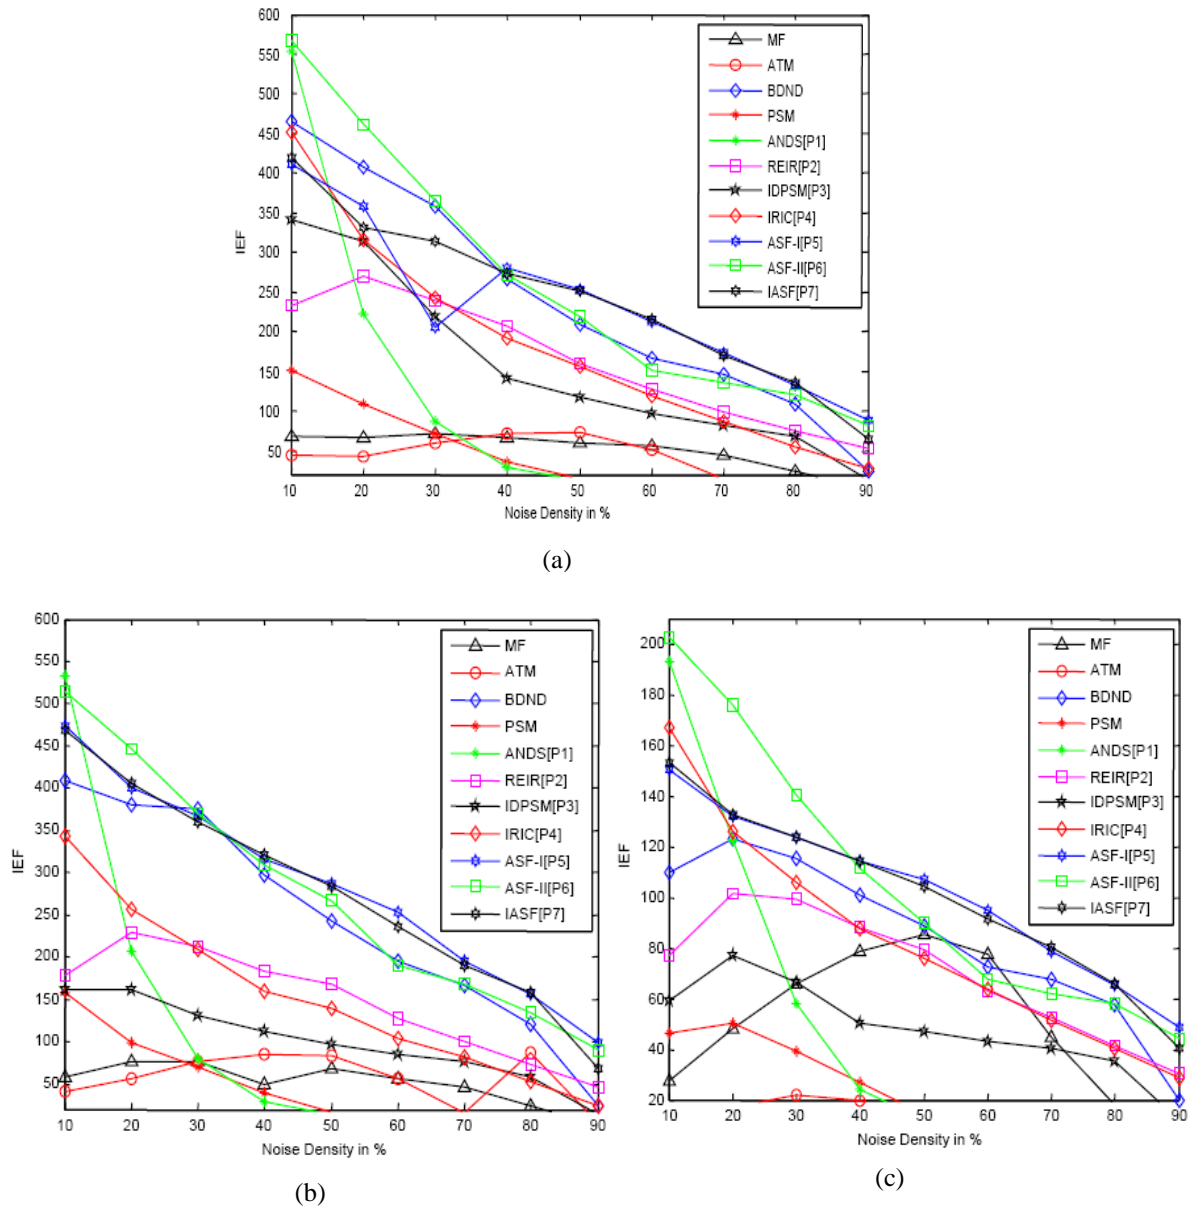 600
550
500
450
400
350
300
250
200
150
100
50
IEF
10 20 30 40 50 60 70 80 90
Noise Density in %
MF
ATM
BDND
PSM
ANDS[P1]
REIR[P2]
IDPSM[P3]
IRIC[P4]
ASF-I[P5]
ASF-II[P6]
IASF[P7]
(a)
600
550
500
450
400
350
300
250
200
150
100
50
IEF
10 20 30 40 50 60 70 80 90
Noise Density in %
MF
ATM
BDND
PSM
ANDS[P1]
REIR[P2]
IDPSM[P3]
IRIC[P4]
ASF-I[P5]
ASF-II[P6]
IASF[P7]
(b)
200
180
160
140
120
100
80
60
40
20
IEF
10 20 30 40 50 60 70 80 90
Noise Density in %
MF
ATM
BDND
PSM
ANDS[P1]
REIR[P2]
IDPSM[P3]
IRIC[P4]
ASF-I[P5]
ASF-II[P6]
IASF[P7]
(c)